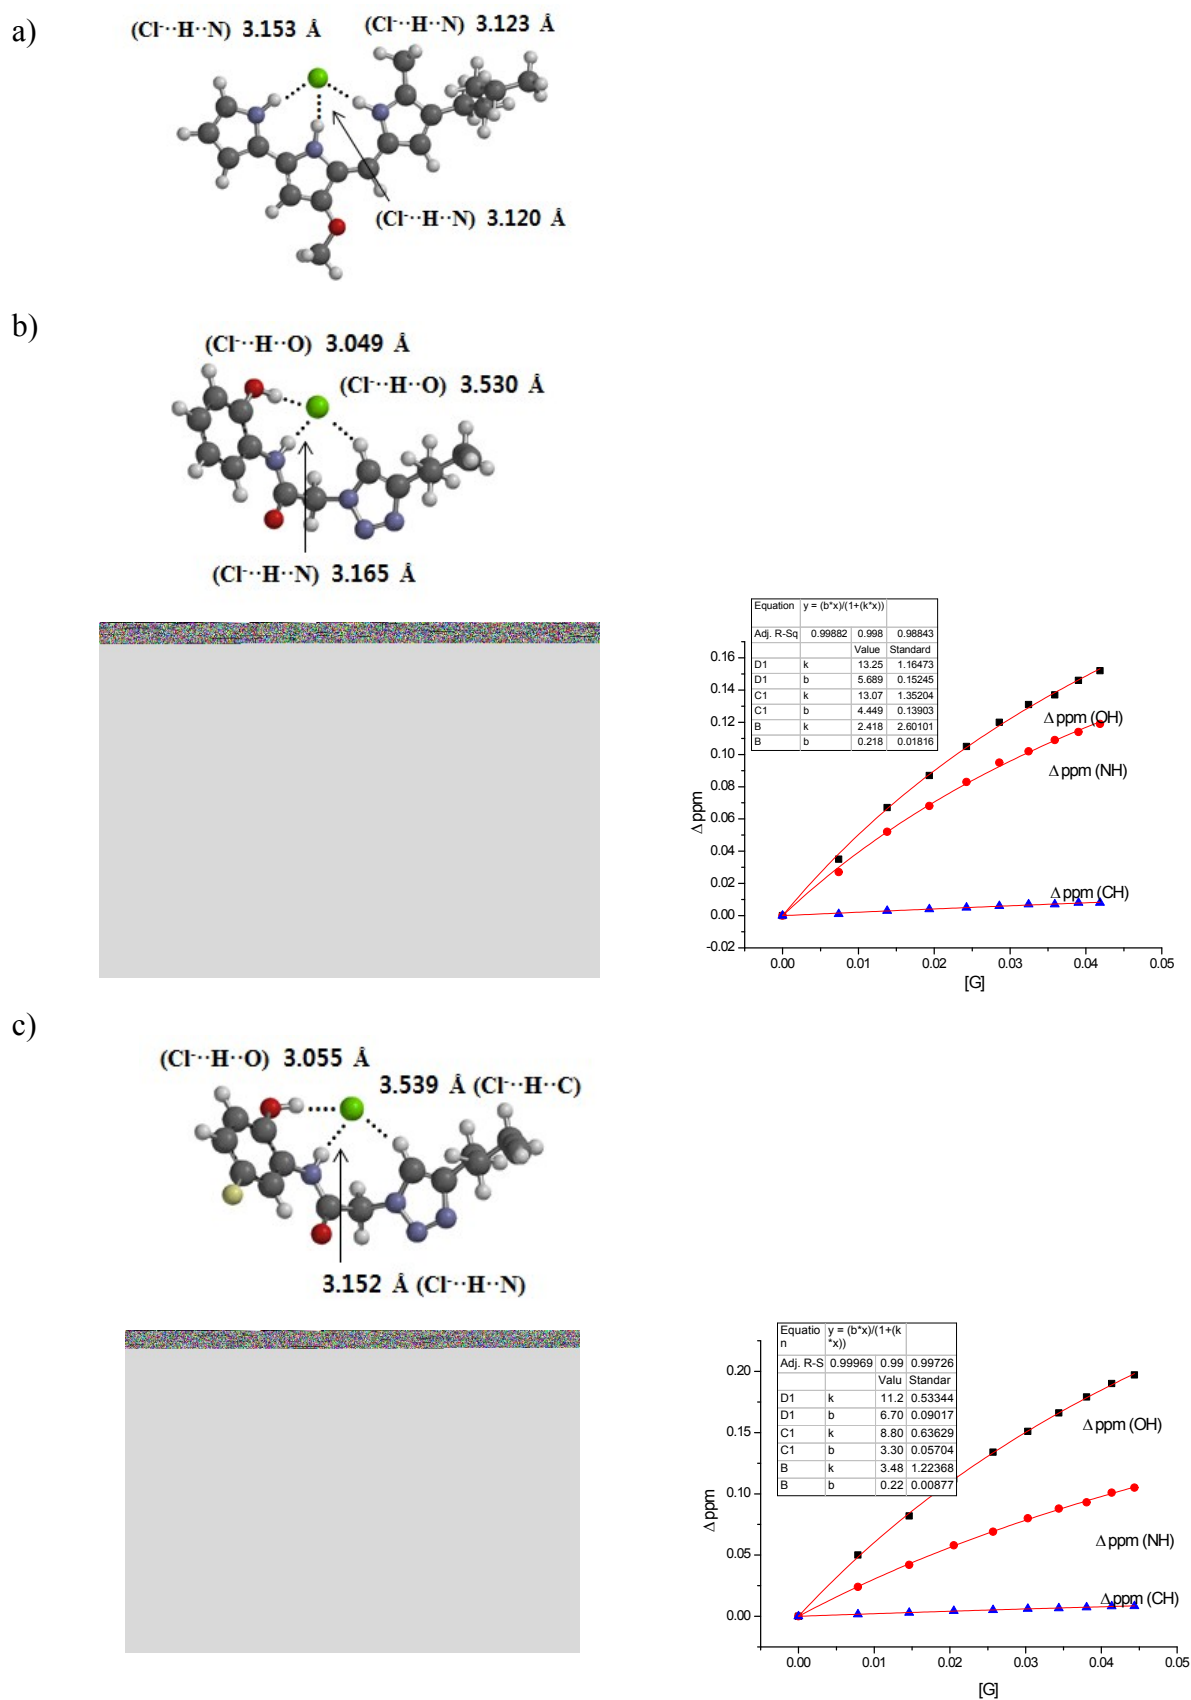 a)
(Cl⁻··H··N) 3.153 Å
(Cl⁻··H··N) 3.123 Å
(Cl⁻··H··N) 3.120 Å
b)
(Cl⁻··H··O) 3.049 Å
(Cl⁻··H··O) 3.530 Å
(Cl⁻··H··N) 3.165 Å
Equation y = (b*x)/(1+(k*x))
Adj. R-Sq 0.99882 0.998 0.98843
Value Standard
D1 k 13.25 1.16473
D1 b 5.689 0.15245
C1 k 13.07 1.35204
C1 b 4.449 0.13903
B k 2.418 2.60101
B b 0.218 0.01816
0.16
0.14
0.12
0.10
0.08
0.06
0.04
0.02
0.00
-0.02
Δppm
Δppm (OH)
Δppm (NH)
Δppm (CH)
0.00 0.01 0.02 0.03 0.04 0.05
[G]
c)
(Cl⁻··H··O) 3.055 Å
3.539 Å (Cl⁻··H··C)
3.152 Å (Cl⁻··H··N)
Equatio y = (b*x)/(1+(k
n *x))
Adj. R-S 0.99969 0.99 0.99726
Valu Standar
D1 k 11.2 0.53344
D1 b 6.70 0.09017
C1 k 8.80 0.63629
C1 b 3.30 0.05704
B k 3.48 1.22368
B b 0.22 0.00877
0.20
0.15
0.10
0.05
0.00
Δppm
Δppm (OH)
Δppm (NH)
Δppm (CH)
0.00 0.01 0.02 0.03 0.04 0.05
[G]